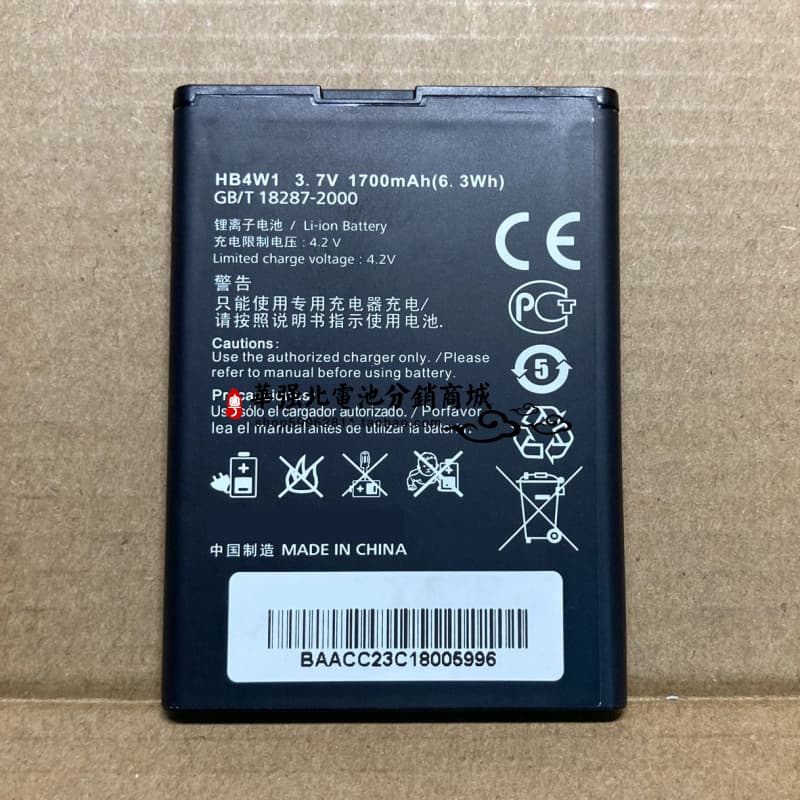 HB4W1 3.7V 1700mAh(6.3Wh)
GB/T 18287-2000
锂离子电池 / Li-ion Battery
充电限制电压 : 4.2 V
Limited charge voltage : 4.2V
警告
只能使用专用充电器充电/
请按照说明书指示使用电池.
Cautions:
Use the authorized charger only. /Please
refer to manual before using battery.
Precauciones:
Use sólo el cargador autorizado. /Porfavor
lea el manual antes de utilizar la batería.
華强北電池分銷商城
CE
PCT
5
中国制造 MADE IN CHINA
BAACC23C18005996